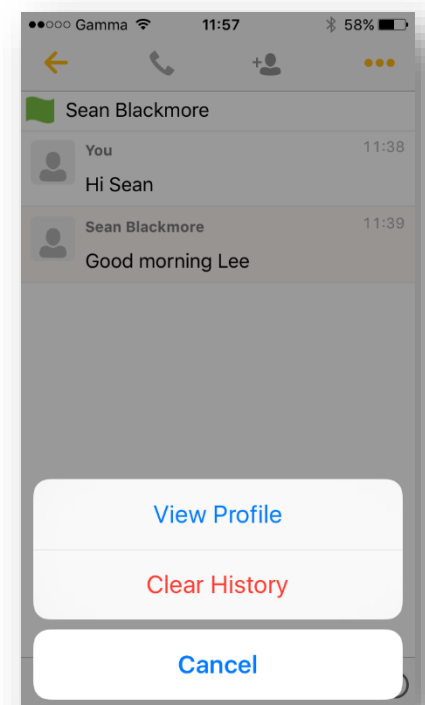 Gamma 11:57 58%
Sean Blackmore
You 11:38
Hi Sean
Sean Blackmore 11:39
Good morning Lee
View Profile
Clear History
Cancel